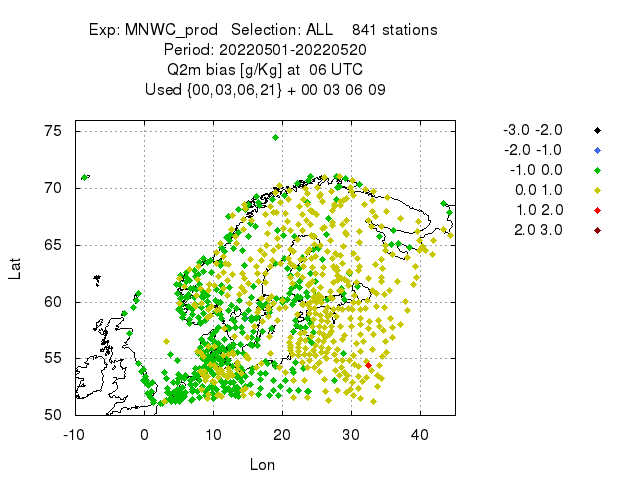 Exp: MNWC_prod   Selection: ALL    841 stations
Period: 20220501-20220520
Q2m bias [g/Kg] at  06 UTC
Used {00,03,06,21} + 00 03 06 09
-3.0 -2.0
-2.0 -1.0
-1.0 0.0
0.0 1.0
1.0 2.0
2.0 3.0
75
70
65
60
55
50
Lat
-10 0 10 20 30 40
Lon